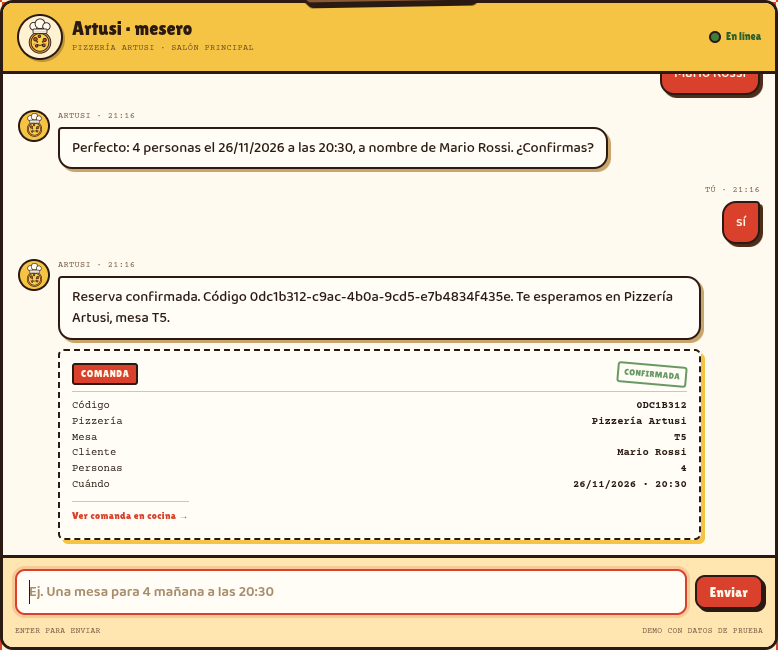 Artusi · mesero
PIZZERÍA ARTUSI · SALÓN PRINCIPAL
En línea
Mario Rossi
ARTUSI · 21:16
Perfecto: 4 personas el 26/11/2026 a las 20:30, a nombre de Mario Rossi. ¿Confirmas?
TÚ · 21:16
sí
ARTUSI · 21:16
Reserva confirmada. Código 0dc1b312-c9ac-4b0a-9cd5-e7b4834f435e. Te esperamos en Pizzería
Artusi, mesa T5.
COMANDA
CONFIRMADA
Código 0DC1B312
Pizzería Pizzería Artusi
Mesa T5
Cliente Mario Rossi
Personas 4
Cuándo 26/11/2026 · 20:30
Ver comanda en cocina →
Ej. Una mesa para 4 mañana a las 20:30
Enviar
ENTER PARA ENVIAR
DEMO CON DATOS DE PRUEBA